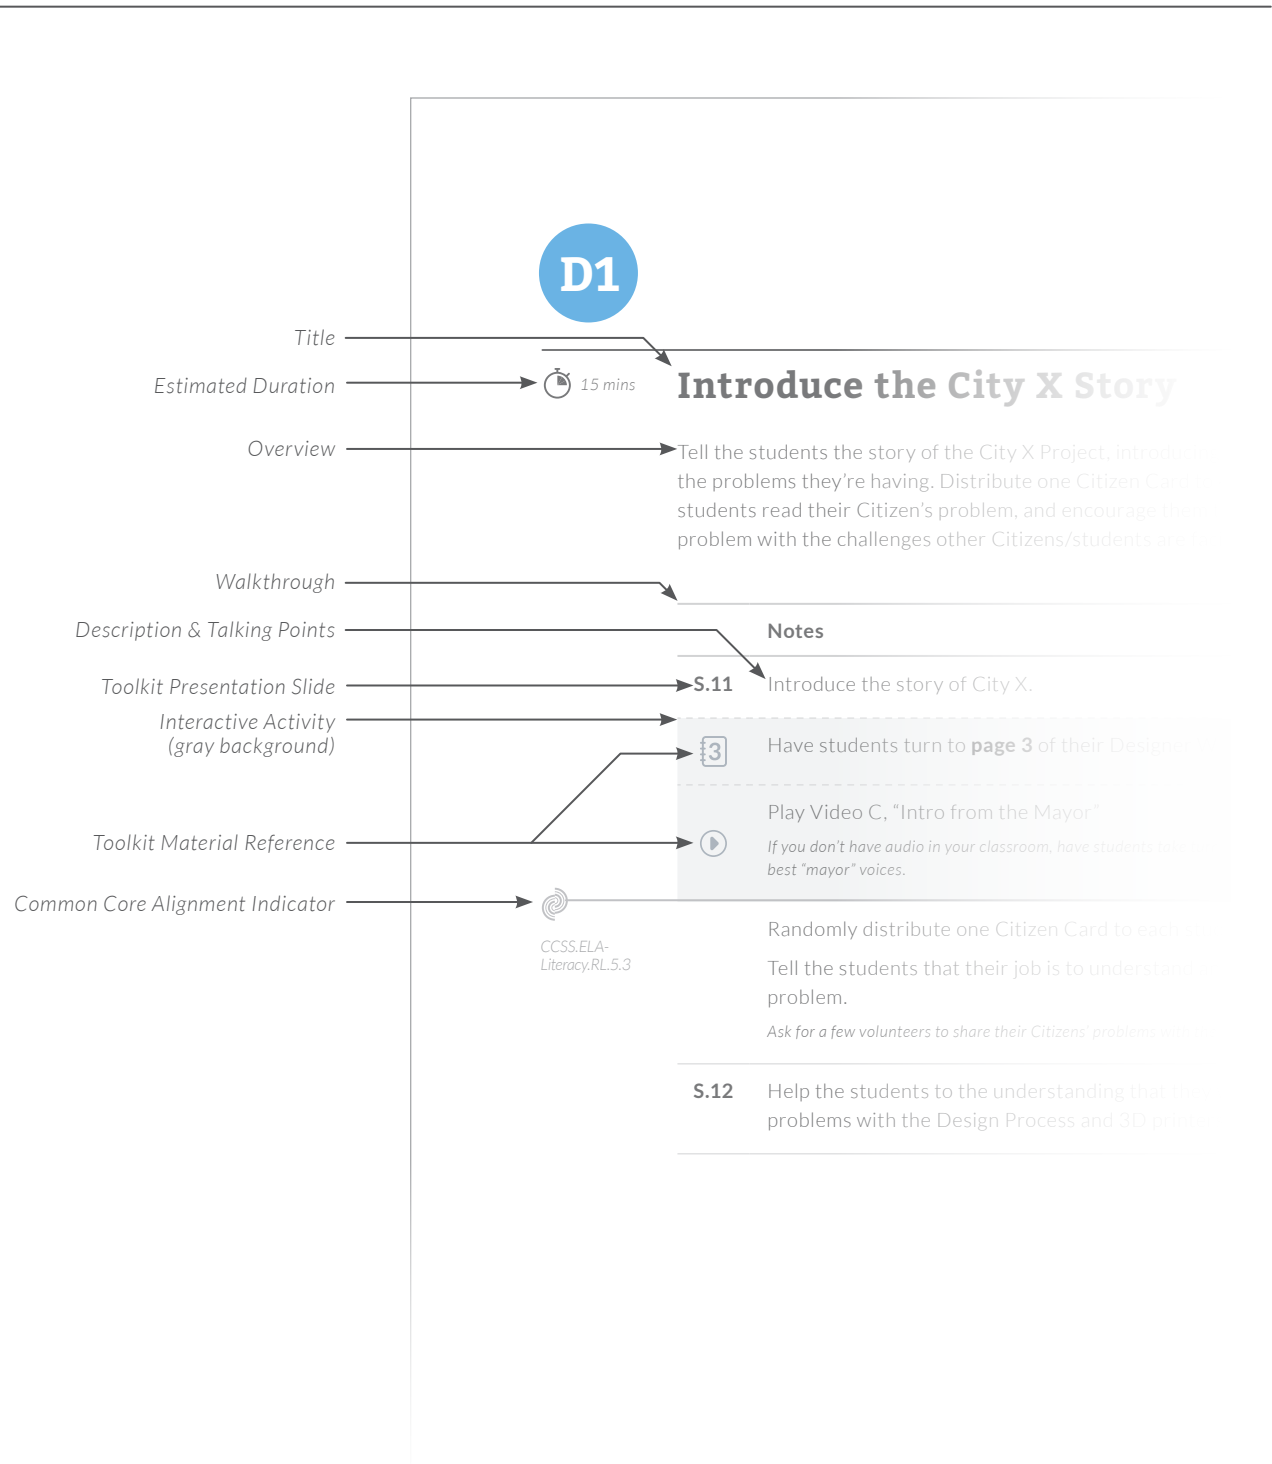 D1
Title
Estimated Duration
15 mins
Introduce the City X Story
Overview
Tell the students the story of the City X Project, introducing
the problems they’re having. Distribute one Citizen Card
students read their Citizen’s problem, and encourage
problem with the challenges other Citizens/students are
Walkthrough
Description & Talking Points
Notes
Toolkit Presentation Slide
S.11
Introduce the story of City X.
Interactive Activity
(gray background)
3
Have students turn to page 3 of their
Toolkit Material Reference
Play Video C, “Intro from the Mayor”
If you don’t have audio in your classroom, have students
best “mayor” voices.
Common Core Alignment Indicator
CCSS.ELA-
Literacy.RL.5.3
Randomly distribute one Citizen Card to each
Tell the students that their job is to understand
problem.
Ask for a few volunteers to share their Citizens’ problems
S.12
Help the students to the understanding that
problems with the Design Process and 3D